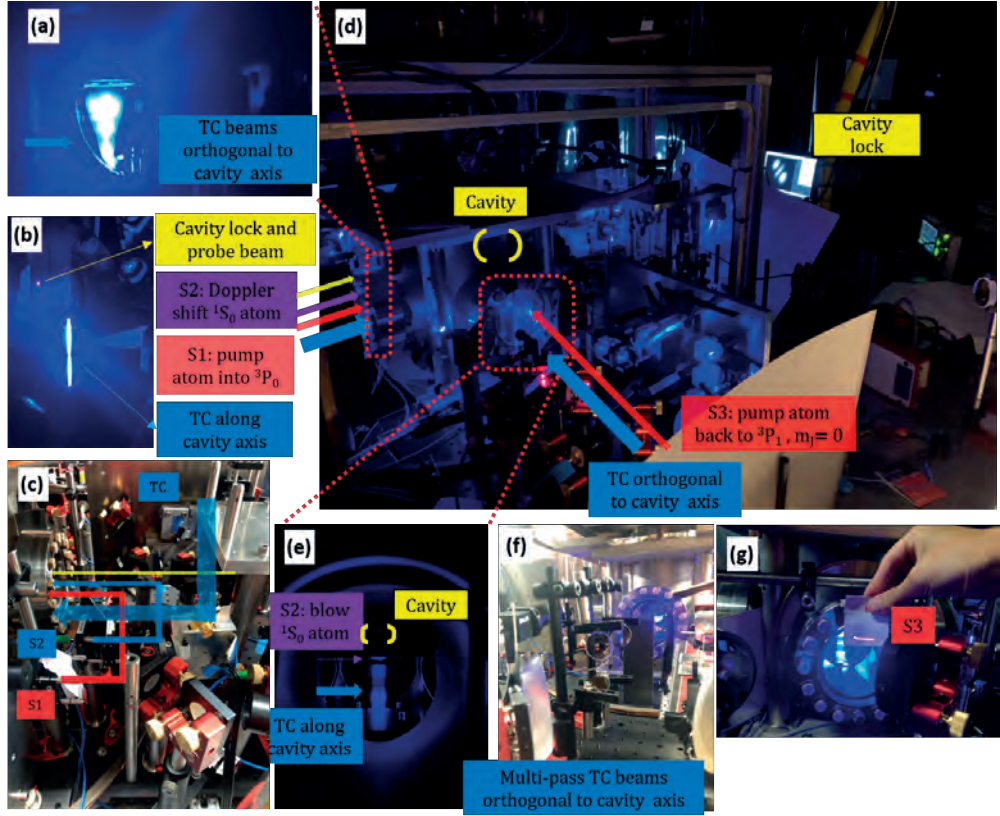 (a)
TC beams
orthogonal to
cavity axis
(b)
Cavity lock and
probe beam
S2: Doppler
shift ¹S₀ atom
S1: pump
atom into ³P₀
TC along
cavity axis
(c)
TC
S2
S1
(d)
Cavity
lock
Cavity
S3: pump atom
back to ³P₁ , mⱼ= 0
TC orthogonal
to cavity axis
(e)
S2: blow
¹S₀ atom
Cavity
TC along
cavity axis
(f)
Multi-pass TC beams
orthogonal to cavity axis
(g)
S3